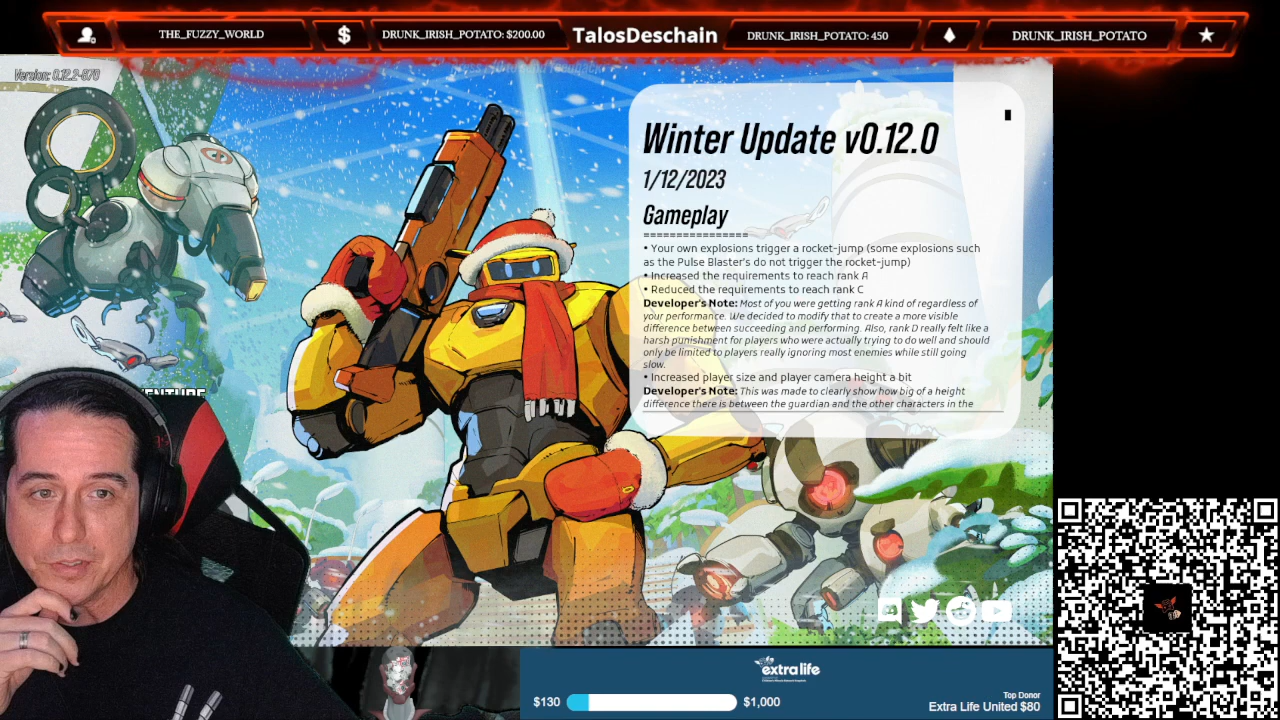 THE_FUZZY_WORLD
$
DRUNK_IRISH_POTATO: $200.00
TalosDeschain
DRUNK_IRISH_POTATO: 450
DRUNK_IRISH_POTATO
Version: 0.12.2-670
Winter Update v0.12.0
1/12/2023
Gameplay
================
• Your own explosions trigger a rocket-jump (some explosions such
as the Pulse Blaster's do not trigger the rocket-jump)
• Increased the requirements to reach rank A
• Reduced the requirements to reach rank C
Developer's Note: Most of you were getting rank A kind of regardless of
your performance. We decided to modify that to create a more visible
difference between succeeding and performing. Also, rank D really felt like a
harsh punishment for players who were actually trying to do well and should
only be limited to players really ignoring most enemies while still going
slow.
• Increased player size and player camera height a bit
Developer's Note: This was made to clearly show how big of a height
difference there is between the guardian and the other characters in the
extralife
$130
$1,000
Top Donor
Extra Life United $80